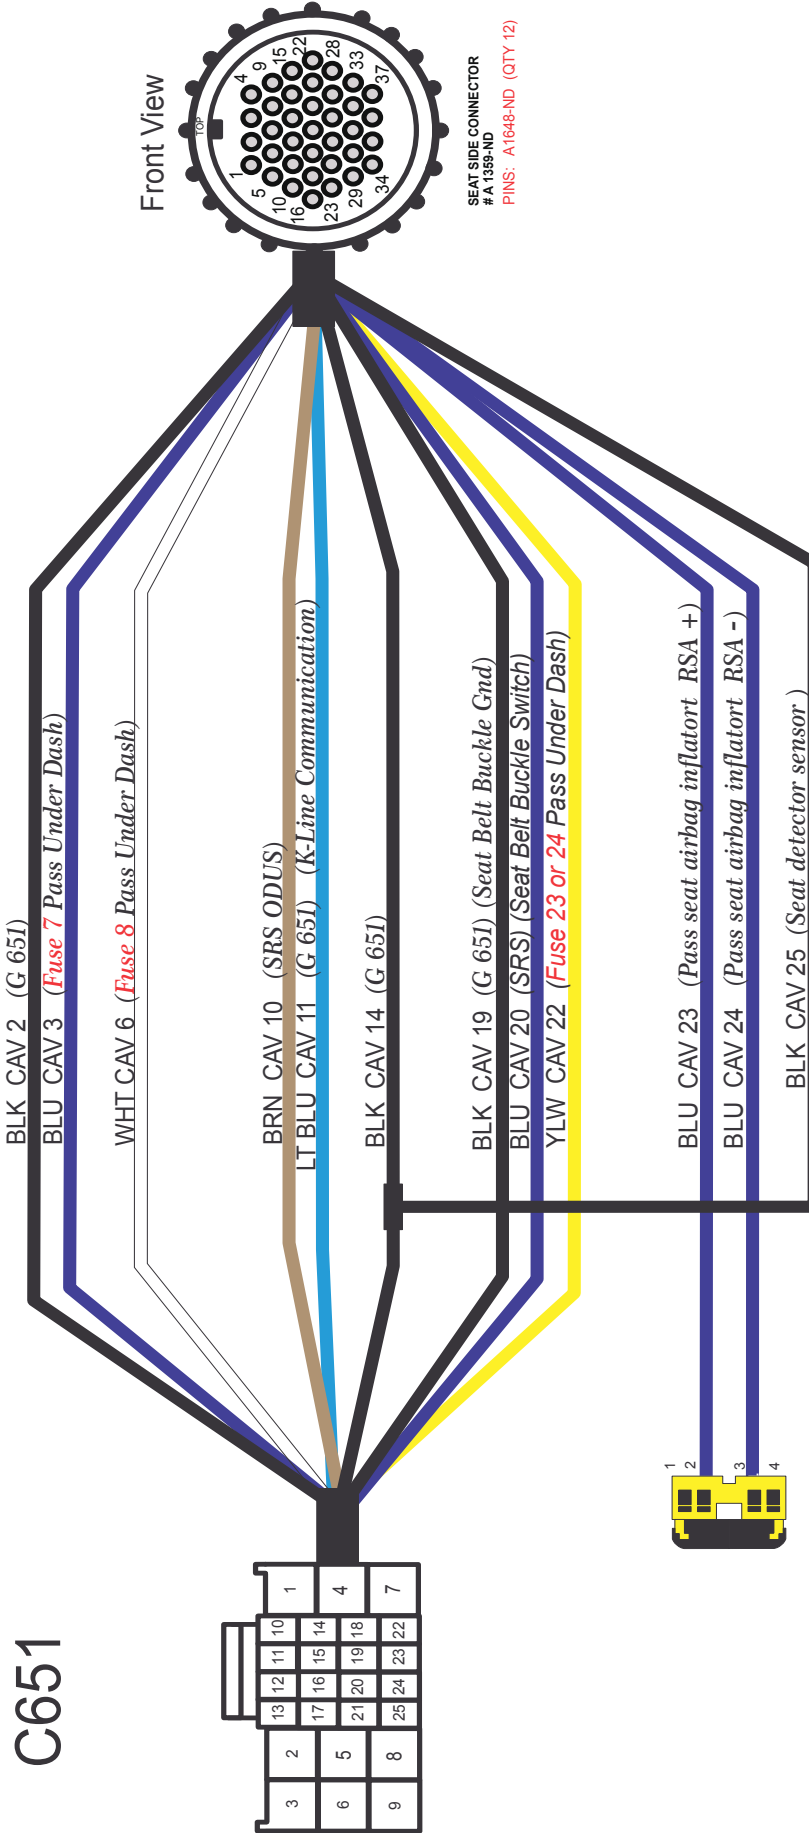 C651
Front View
TOP
1
4
5
9
10
15
16
22
23
28
29
33
34
37
SEAT SIDE CONNECTOR
# A 1359-ND
PINS: A1648-ND (QTY 12)
BLK CAV 2 (G 651)
BLU CAV 3 (Fuse 7 Pass Under Dash)
WHT CAV 6 (Fuse 8 Pass Under Dash)
BRN CAV 10 (SRS ODUS)
LT BLU CAV 11 (G 651) (K-Line Communication)
BLK CAV 14 (G 651)
BLK CAV 19 (G 651) (Seat Belt Buckle Gnd)
BLU CAV 20 (SRS) (Seat Belt Buckle Switch)
YLW CAV 22 (Fuse 23 or 24 Pass Under Dash)
BLU CAV 23 (Pass seat airbag inflatort RSA +)
BLU CAV 24 (Pass seat airbag inflatort RSA -)
BLK CAV 25 (Seat detector sensor )
3 2 13 12 11 10 1
6 5 17 16 15 14 4
21 20 19 18
9 8 25 24 23 22 7
1
2
3
4